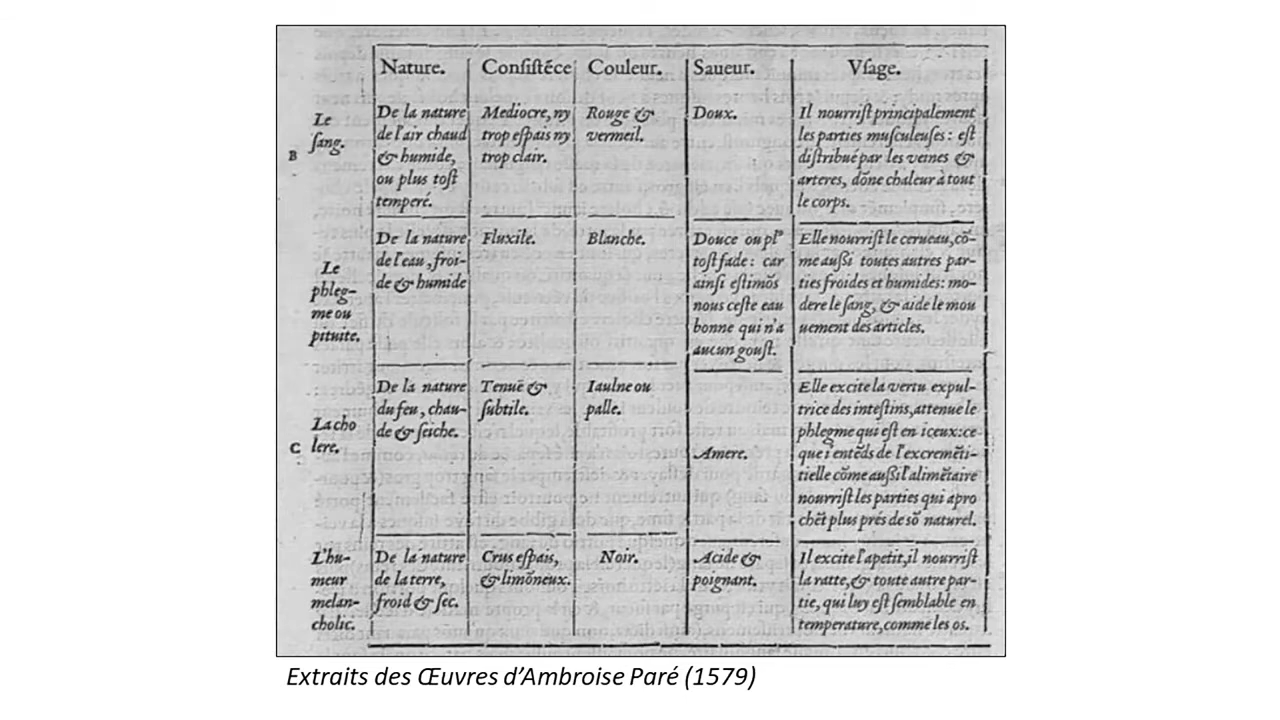 Nature. Consistēce Couleur. Saueur. Vsage.
Le
sang.
B
De la nature
de l'air chaud
& humide,
ou plus tost
temperé.
Mediocre, ny
trop espais ny
trop clair.
Rouge &
vermeil.
Doux.
Il nourrist principalement
les parties musculeuses : est
distribué par les veines &
arteres, dōne chaleur à tout
le corps.
Le
phleg-
me ou
pituite.
De la nature
de l'eau, froi-
de & humide
Fluxile.
Blanche.
Douce ou plᵘ
tost fade : car
ainsi estimōs
nous ceste eau
bonne qui n'a
aucun goust.
Elle nourrist le cerueau, cō-
me aussi toutes autres par-
ties froides et humides : mo-
dere le sang, & aide le mou
uement des articles.
La cho
lere.
C
De la nature
du feu, chau-
de & seiche.
Tenuë &
subtile.
Iaulne ou
palle.
Amere.
Elle excite la vertu expul-
trice des intestins, attenue le
phlegme qui est en iceux : ce
que i'entēds de l'excremēti-
tielle cōme aussi l'alimētaire
nourrist les parties qui apro
chēt plus prés de sō naturel.
L'hu-
meur
melan-
cholic.
De la nature
de la terre,
froid & sec.
Crus espais,
& limōneux.
Noir.
Acide &
poignant.
Il excite l'apetit, il nourrist
la ratte, & toute autre par-
tie, qui luy est semblable en
temperature, comme les os.
Extraits des Œuvres d'Ambroise Paré (1579)